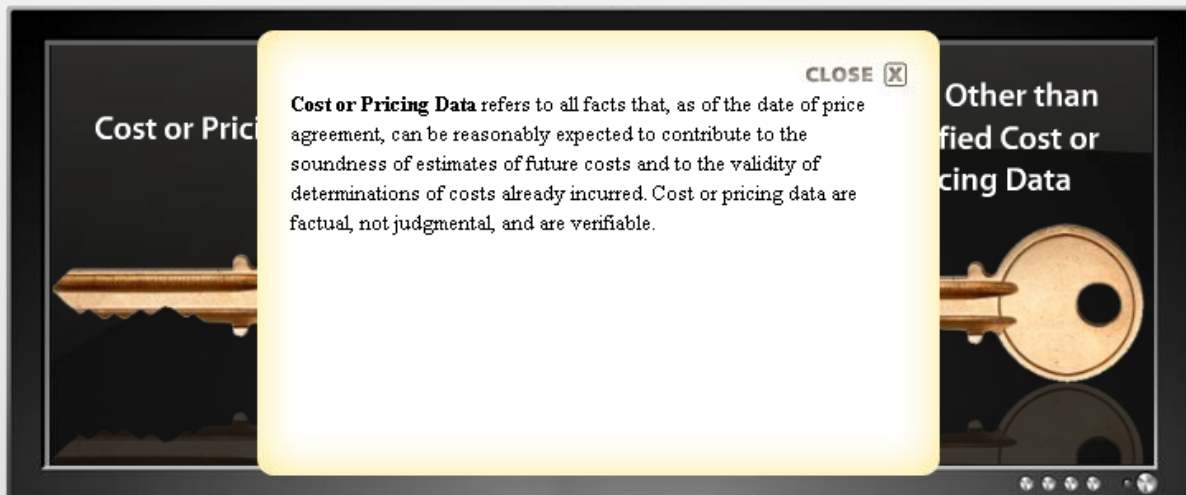 CLOSE X
Cost or Pricing Data refers to all facts that, as of the date of price
agreement, can be reasonably expected to contribute to the
soundness of estimates of future costs and to the validity of
determinations of costs already incurred. Cost or pricing data are
factual, not judgmental, and are verifiable.
Cost or Prici
Other than
fied Cost or
cing Data